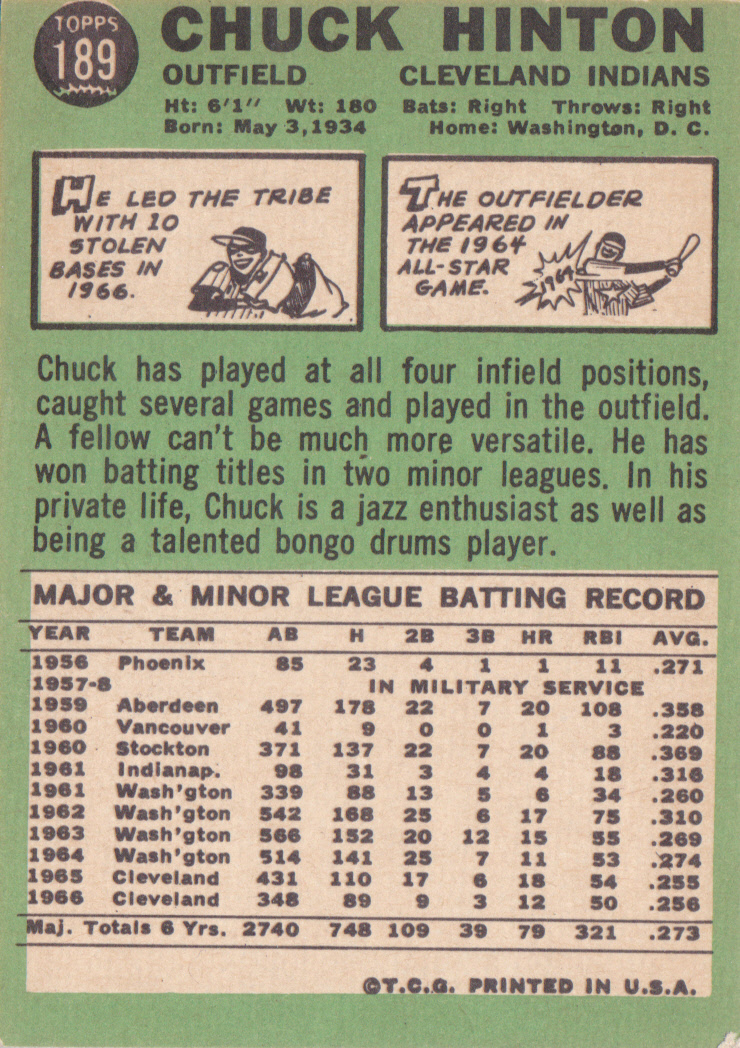 TOPPS
189
CHUCK HINTON
OUTFIELD CLEVELAND INDIANS
Ht: 6'1" Wt: 180 Bats: Right Throws: Right
Born: May 3, 1934 Home: Washington, D. C.
HE LED THE TRIBE
WITH 10
STOLEN
BASES IN
1966.
THE OUTFIELDER
APPEARED IN
THE 1964
ALL-STAR
GAME.
1964
Chuck has played at all four infield positions,
caught several games and played in the outfield.
A fellow can't be much more versatile. He has
won batting titles in two minor leagues. In his
private life, Chuck is a jazz enthusiast as well as
being a talented bongo drums player.
MAJOR & MINOR LEAGUE BATTING RECORD
YEAR TEAM AB H 2B 3B HR RBI AVG.
1956 Phoenix 85 23 4 1 1 11 .271
1957-8 IN MILITARY SERVICE
1959 Aberdeen 497 178 22 7 20 108 .358
1960 Vancouver 41 9 0 0 1 3 .220
1960 Stockton 371 137 22 7 20 88 .369
1961 Indianap. 98 31 3 4 4 18 .316
1961 Wash'gton 339 88 13 5 6 34 .260
1962 Wash'gton 542 168 25 6 17 75 .310
1963 Wash'gton 566 152 20 12 15 55 .269
1964 Wash'gton 514 141 25 7 11 53 .274
1965 Cleveland 431 110 17 6 18 54 .255
1966 Cleveland 348 89 9 3 12 50 .256
Maj. Totals 6 Yrs. 2740 748 109 39 79 321 .273
©T.C.G. PRINTED IN U.S.A.